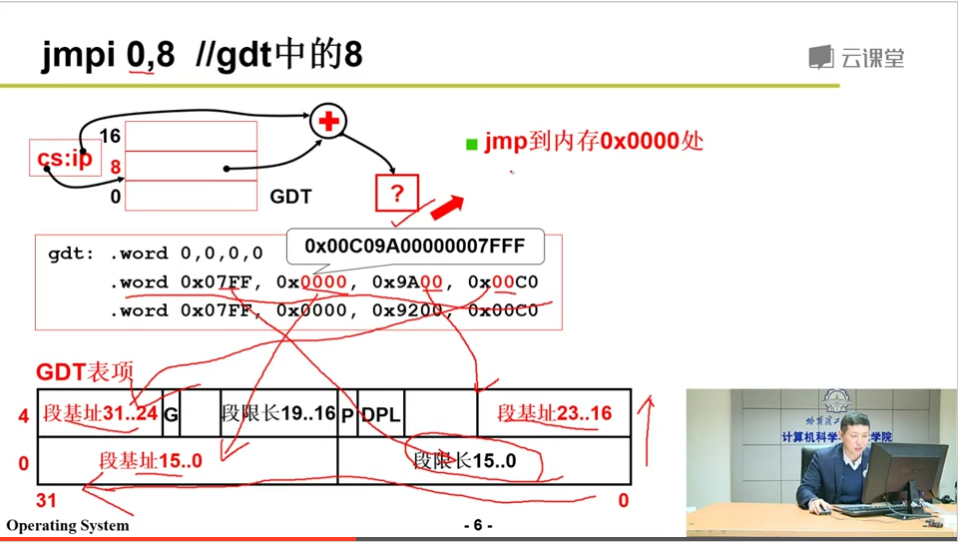 jmpi 0,8 //gdt中的8
云课堂
16
cs:ip
8
0
GDT
?
jmp到内存0x0000处
0x00C09A00000007FFF
gdt: .word 0,0,0,0
.word 0x07FF, 0x0000, 0x9A00, 0x00C0
.word 0x07FF, 0x0000, 0x9200, 0x00C0
GDT表项
4 段基址31..24 G 段限长19..16 P DPL 段基址23..16
0 段基址15..0 段限长15..0
31 0
计算机科学 学院
Operating System
- 6 -